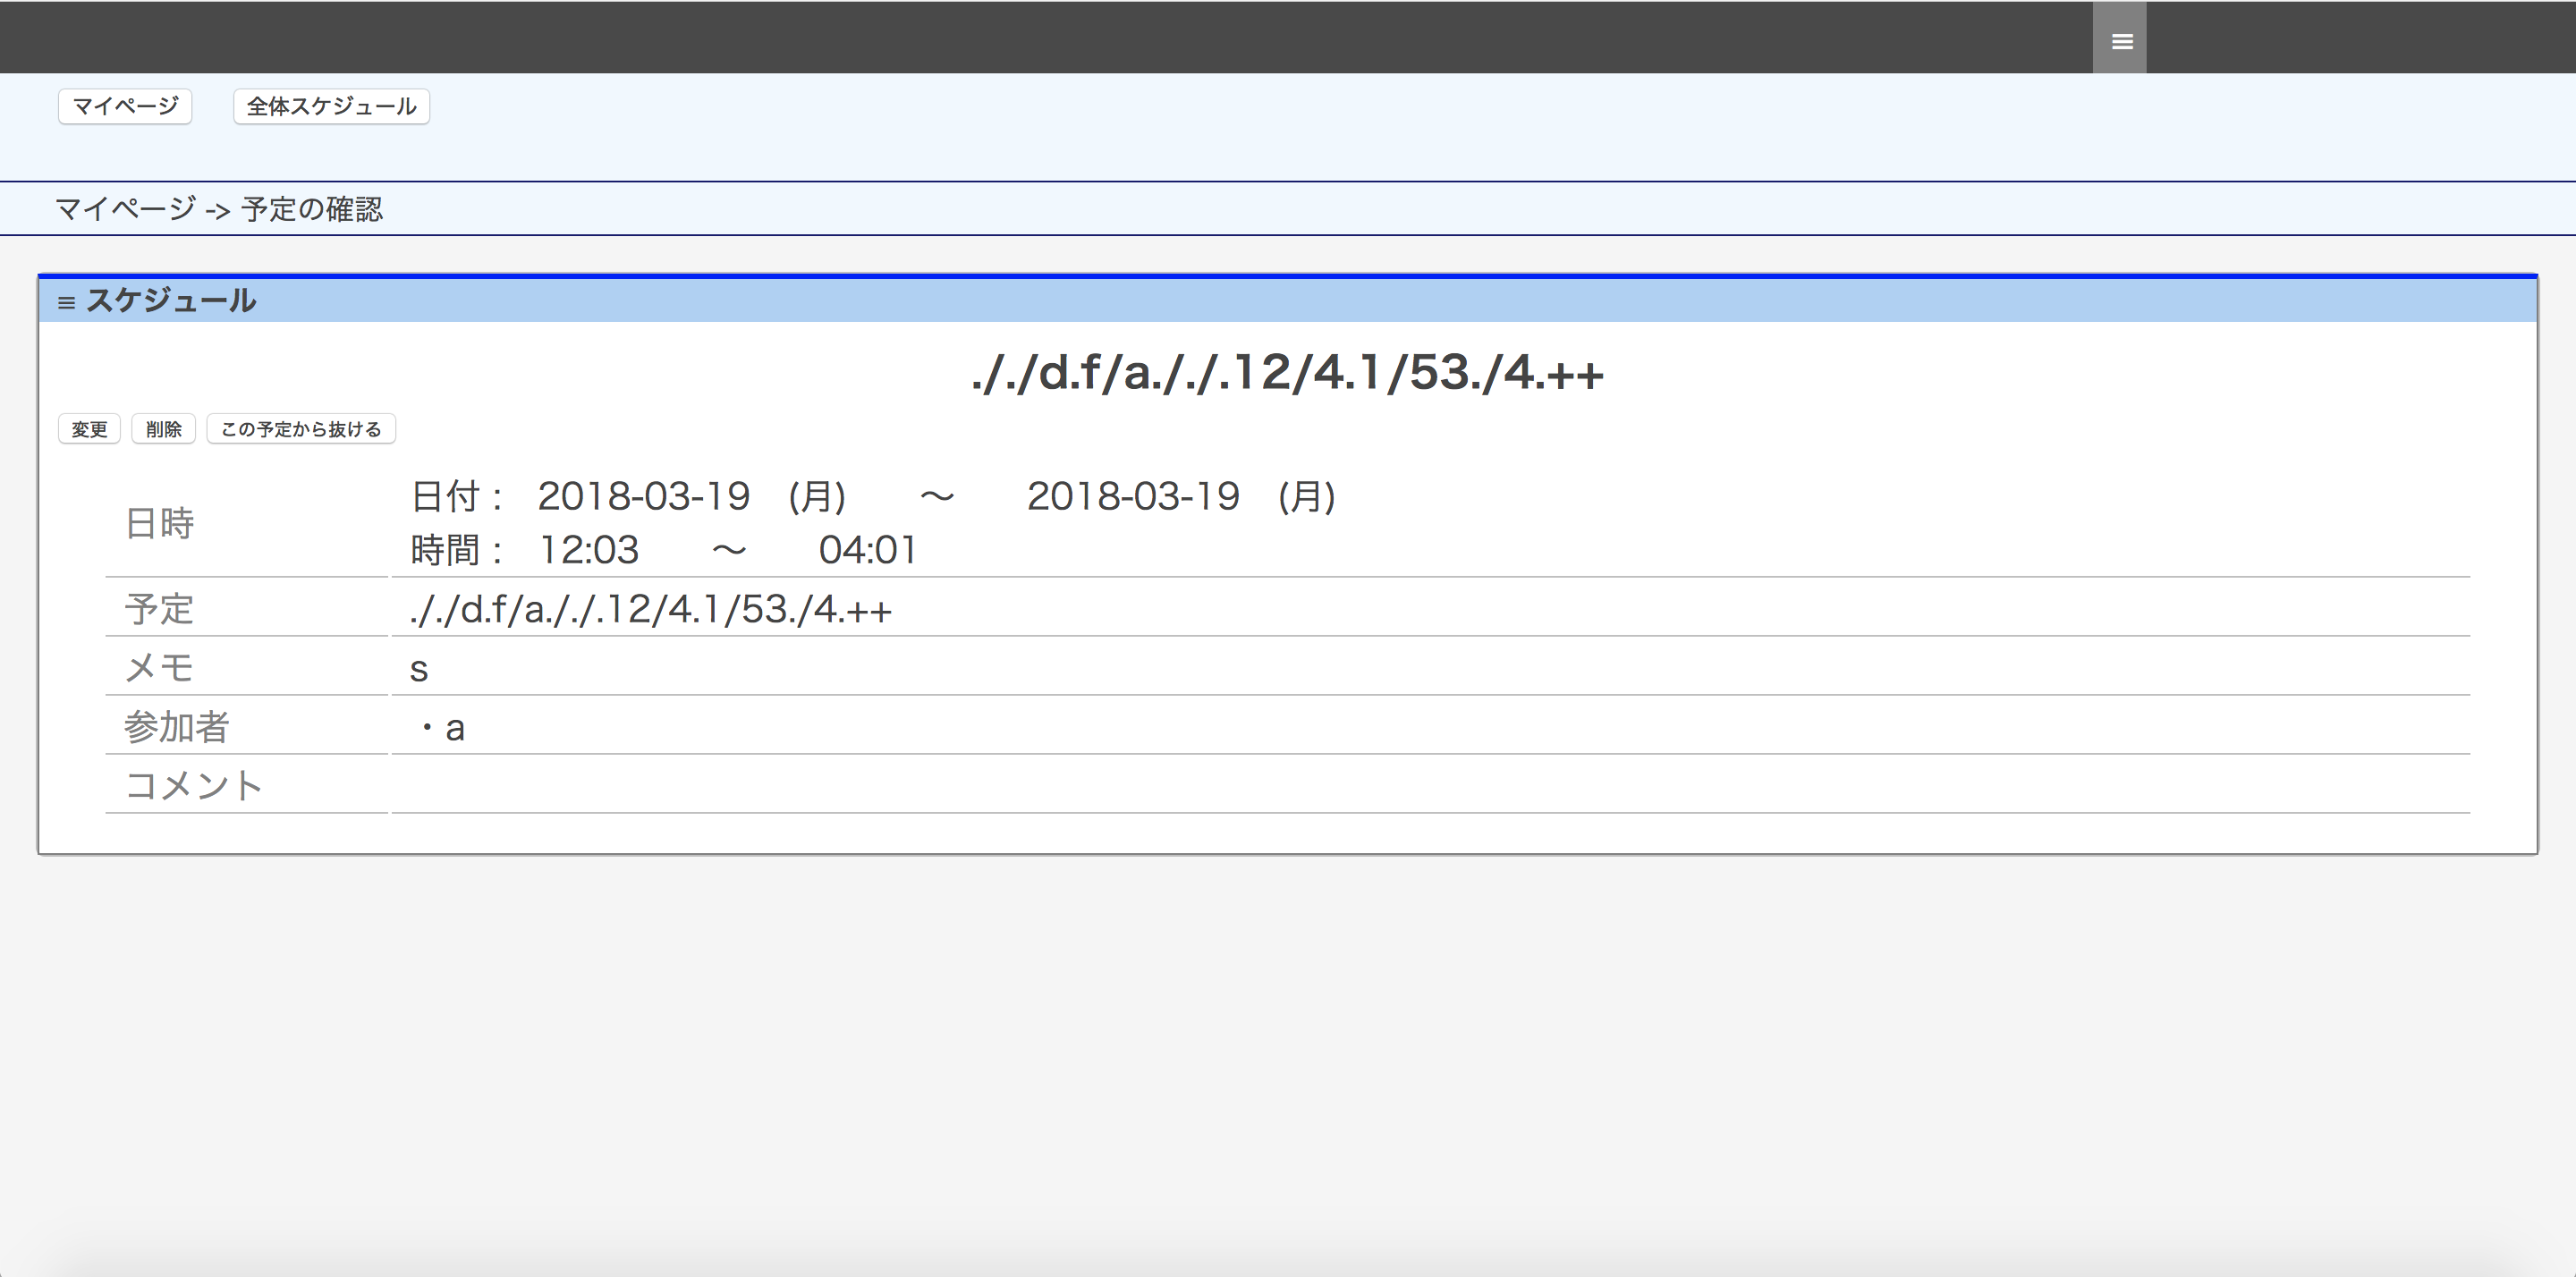 ≡
マイページ 全体スケジュール
マイページ -> 予定の確認
≡ スケジュール
././d.f/a././.12/4.1/53./4.++
変更 削除 この予定から抜ける
日時
日付： 2018-03-19 (月) 〜 2018-03-19 (月)
時間： 12:03 〜 04:01
予定 ././d.f/a././.12/4.1/53./4.++
メモ s
参加者 ・a
コメント